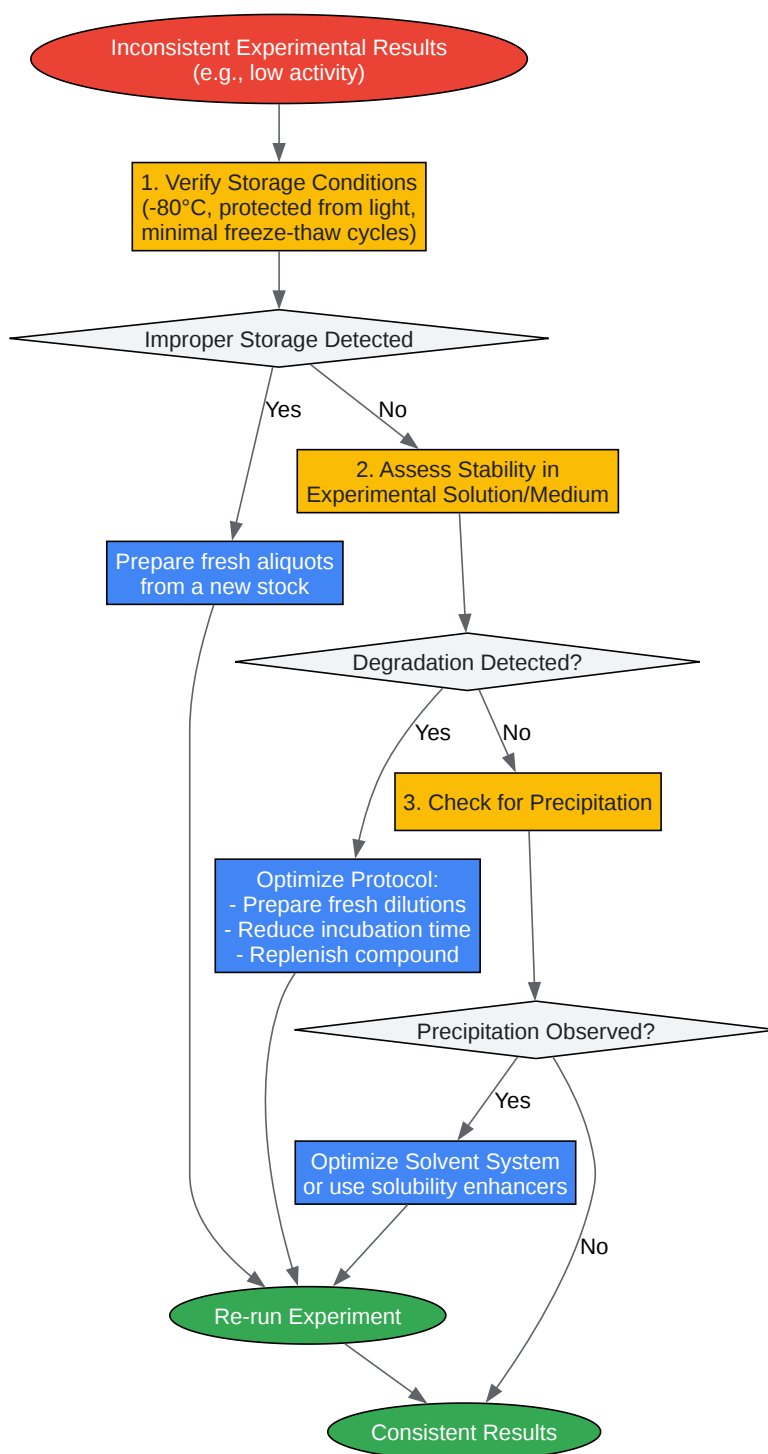 Inconsistent Experimental Results
(e.g., low activity)
1. Verify Storage Conditions
(-80°C, protected from light,
minimal freeze-thaw cycles)
Improper Storage Detected
Yes
No
2. Assess Stability in
Experimental Solution/Medium
Prepare fresh aliquots
from a new stock
Degradation Detected?
Yes
No
3. Check for Precipitation
Optimize Protocol:
- Prepare fresh dilutions
- Reduce incubation time
- Replenish compound
Precipitation Observed?
Yes
Optimize Solvent System
or use solubility enhancers
No
Re-run Experiment
Consistent Results